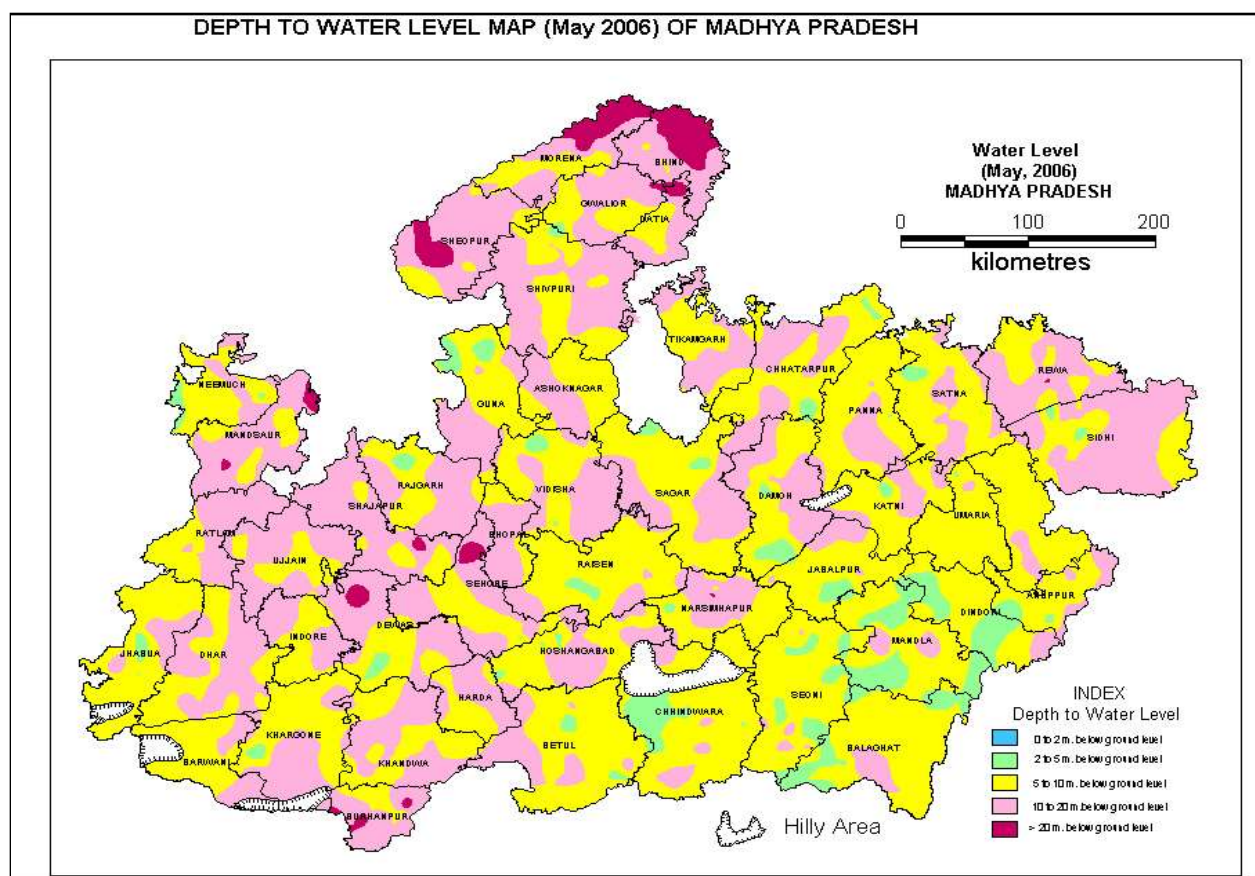 DEPTH TO WATER LEVEL MAP (May 2006) OF MADHYA PRADESH
Water Level
(May, 2006)
MADHYA PRADESH
0 100 200
kilometres
MORENA
BHIND
GWALIOR
DATIA
SHEOPUR
SHIVPURI
TIKAMGARH
CHHATARPUR
REWA
NEEMUCH
ASHOKNAGAR
GUNA
PANNA
SATNA
MANDSAUR
SIDHI
RAJGARH
VIDISHA
SAGAR
DAMOH
SHAJAPUR
KATNI
UMARIA
RATLAM
BHOPAL
UJJAIN
RAISEN
JABALPUR
SEHORE
ANUPPUR
NARSIMHAPUR
DINDORI
DEWAS
INDORE
MANDLA
JHABUA
DHAR
HOSHANGABAD
HARDA
SEONI
CHHINDWARA
KHARGONE
BETUL
BALAGHAT
BARWANI
KHANDWA
BURHANPUR
INDEX
Depth to Water Level
0 to 2 m. below ground level
2 to 5 m. below ground level
5 to 10 m. below ground level
10 to 20 m. below ground level
> 20 m. below ground level
Hilly Area